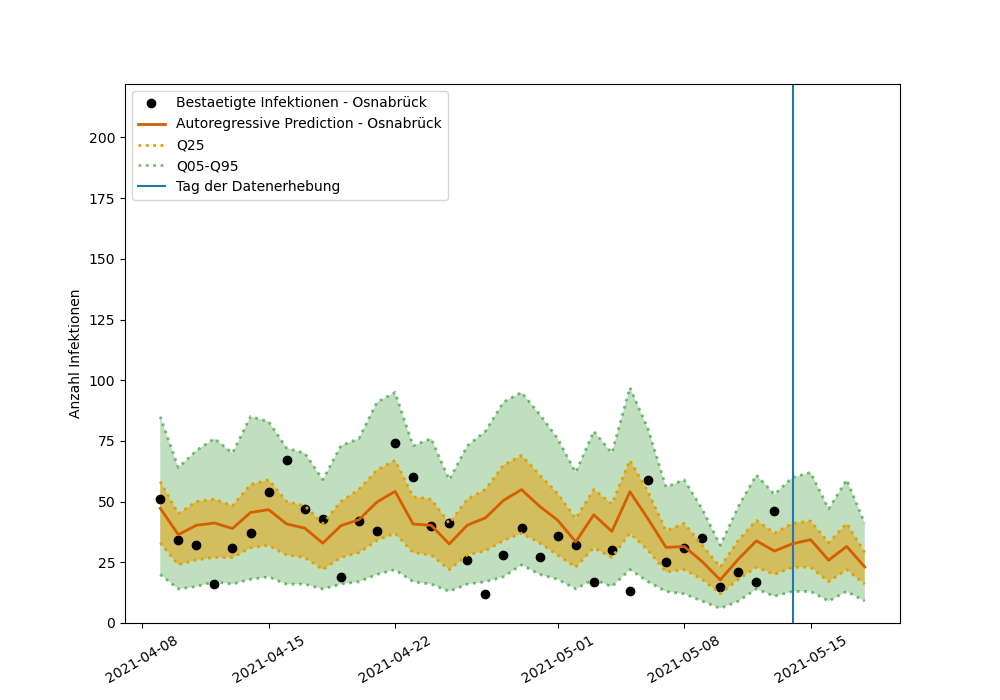 Bestaetigte Infektionen - Osnabrück
Autoregressive Prediction - Osnabrück
Q25
Q05-Q95
Tag der Datenerhebung
Anzahl Infektionen
200
175
150
125
100
75
50
25
0
2021-04-08
2021-04-15
2021-04-22
2021-05-01
2021-05-08
2021-05-15